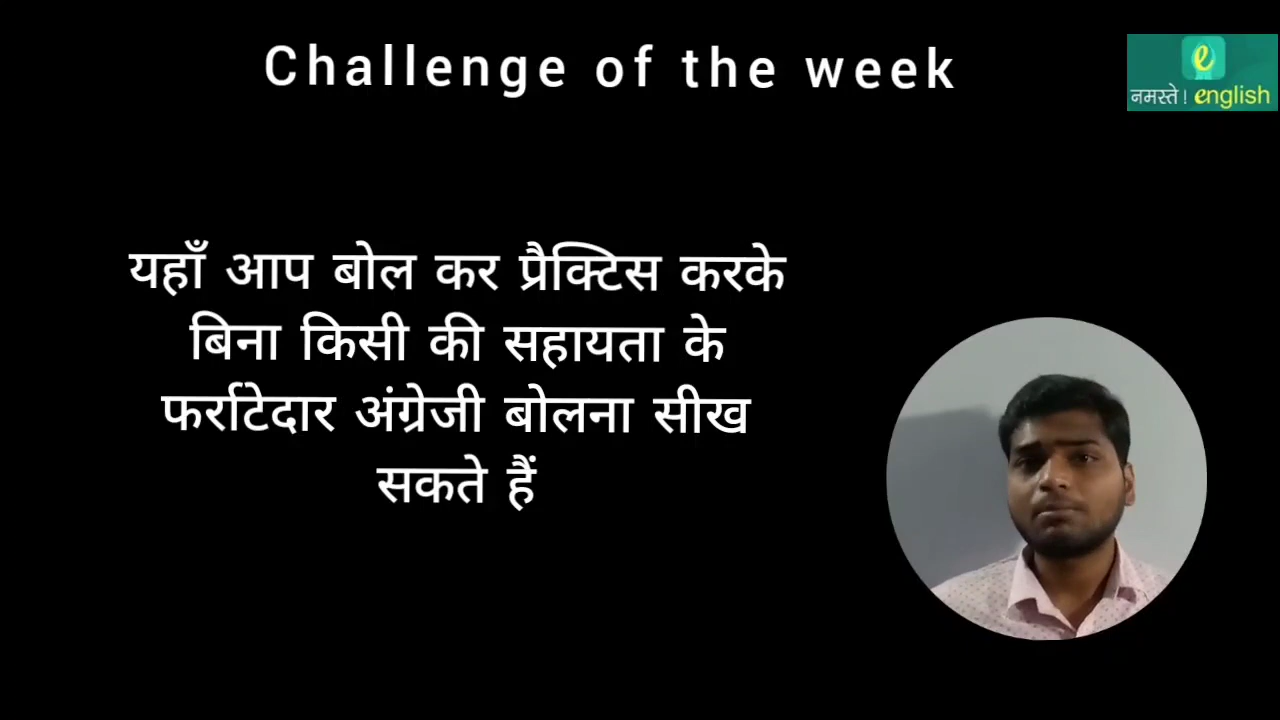 Challenge of the week
e
नमस्ते ! english
यहाँ आप बोल कर प्रैक्टिस करके
बिना किसी की सहायता के
फर्राटेदार अंग्रेजी बोलना सीख
सकते हैं